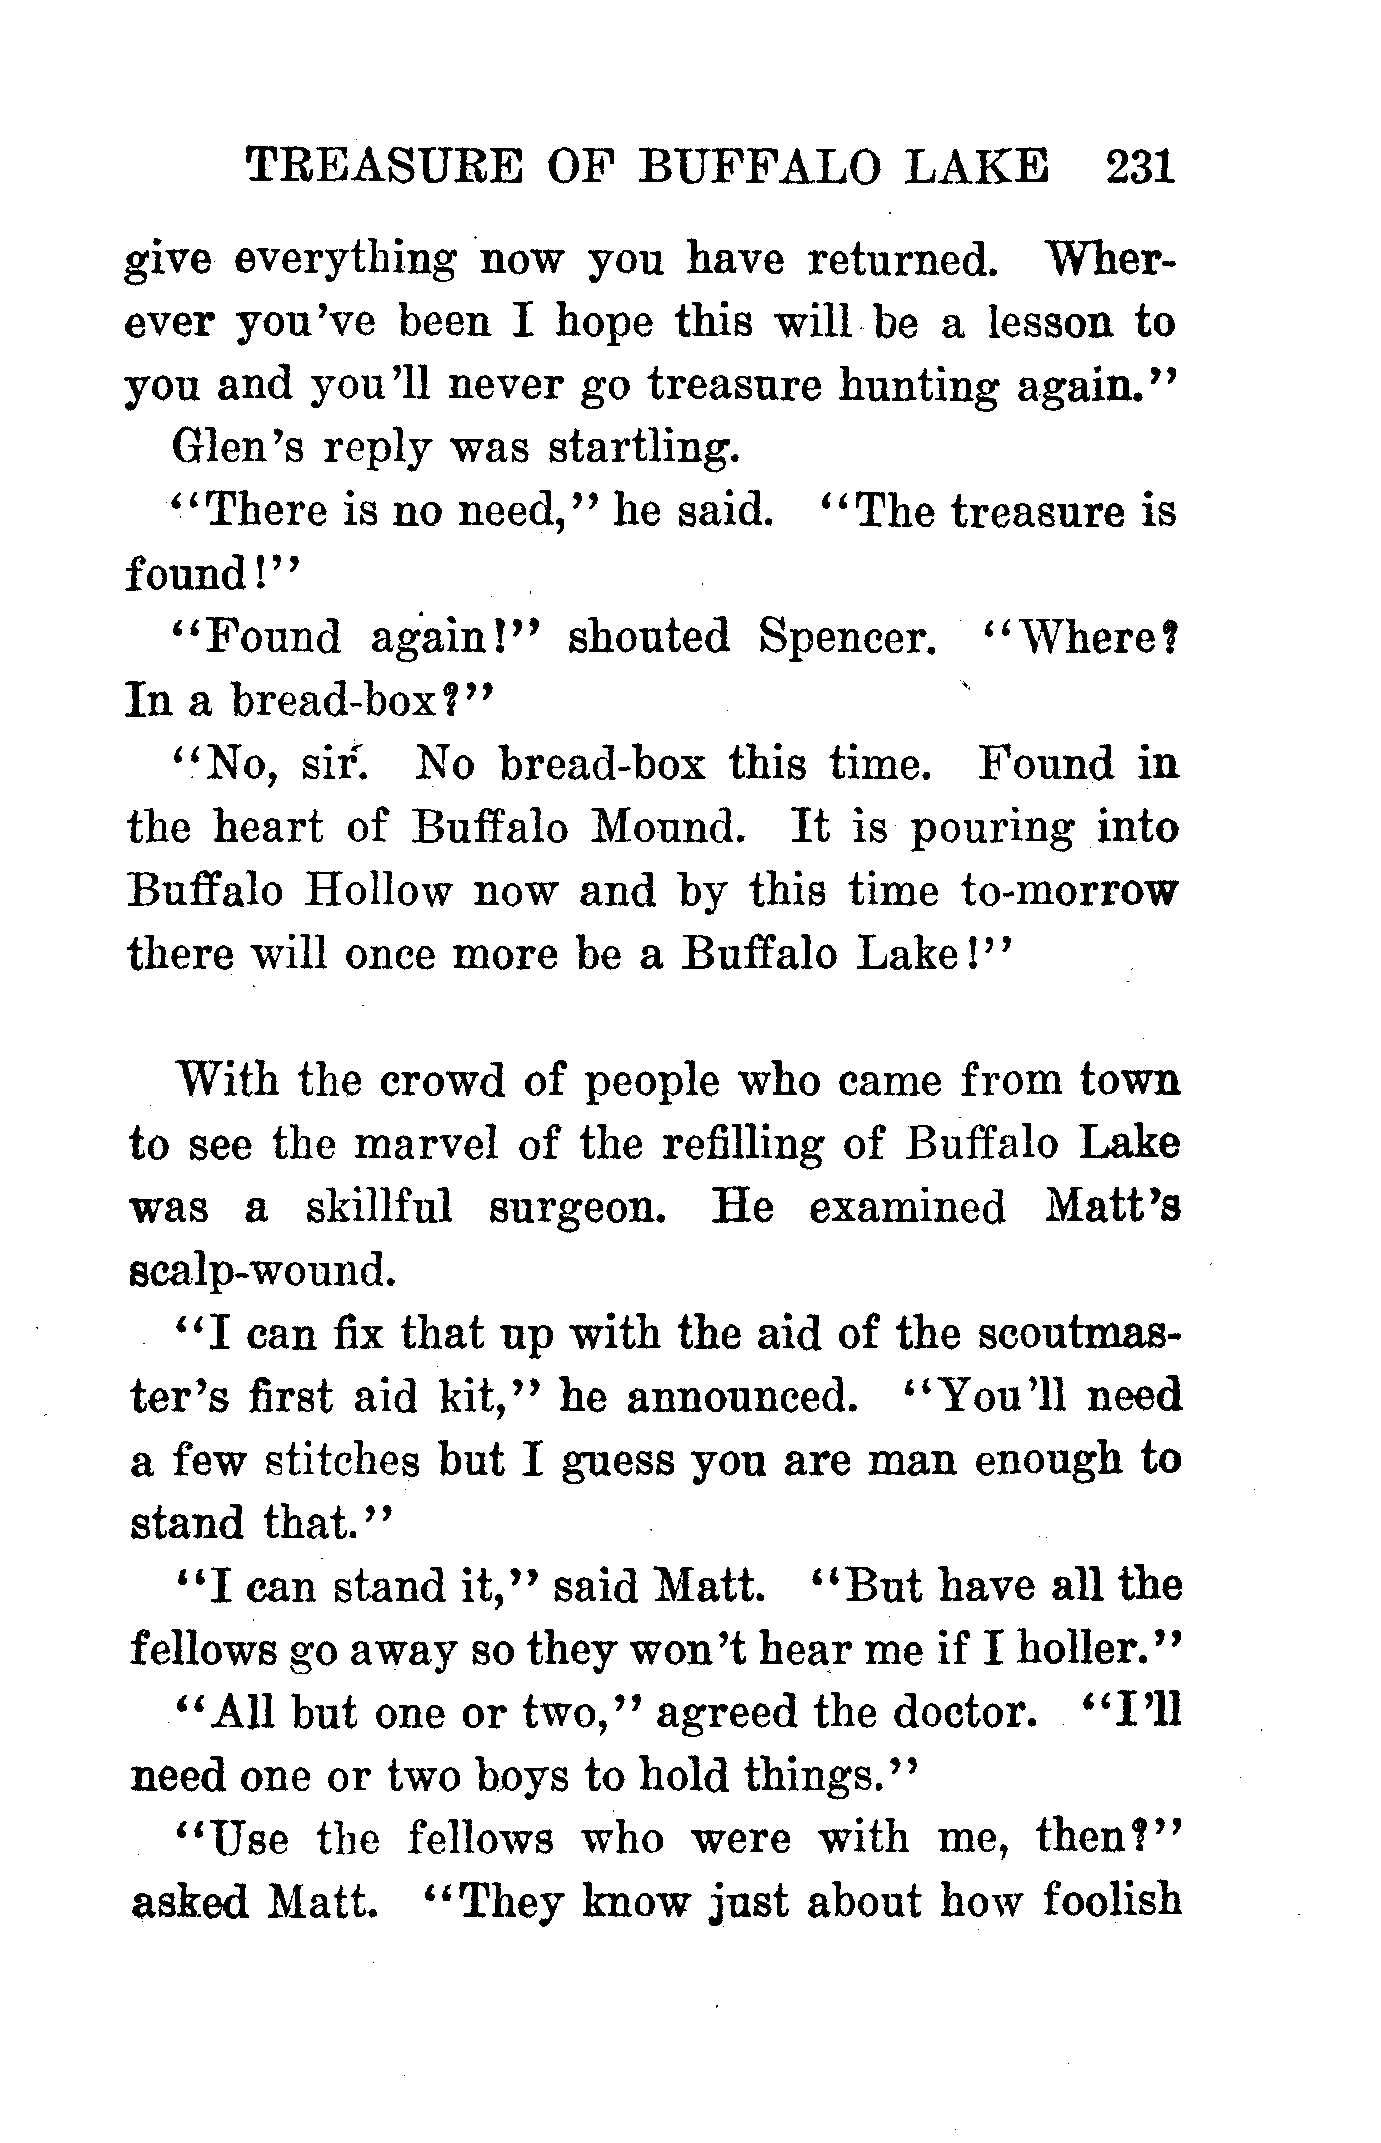 TREASURE OF BUFFALO LAKE 231
give everything now you have returned. Wher-
ever you've been I hope this will be a lesson to
you and you'll never go treasure hunting again."
Glen's reply was startling.
"There is no need," he said. "The treasure is
found!"
"Found again!" shouted Spencer. "Where?
In a bread-box?"
"No, sir. No bread-box this time. Found in
the heart of Buffalo Mound. It is pouring into
Buffalo Hollow now and by this time to-morrow
there will once more be a Buffalo Lake!"
With the crowd of people who came from town
to see the marvel of the refilling of Buffalo Lake
was a skillful surgeon. He examined Matt's
scalp-wound.
"I can fix that up with the aid of the scoutmas-
ter's first aid kit," he announced. "You'll need
a few stitches but I guess you are man enough to
stand that."
"I can stand it," said Matt. "But have all the
fellows go away so they won't hear me if I holler."
"All but one or two," agreed the doctor. "I'll
need one or two boys to hold things."
"Use the fellows who were with me, then?"
asked Matt. "They know just about how foolish